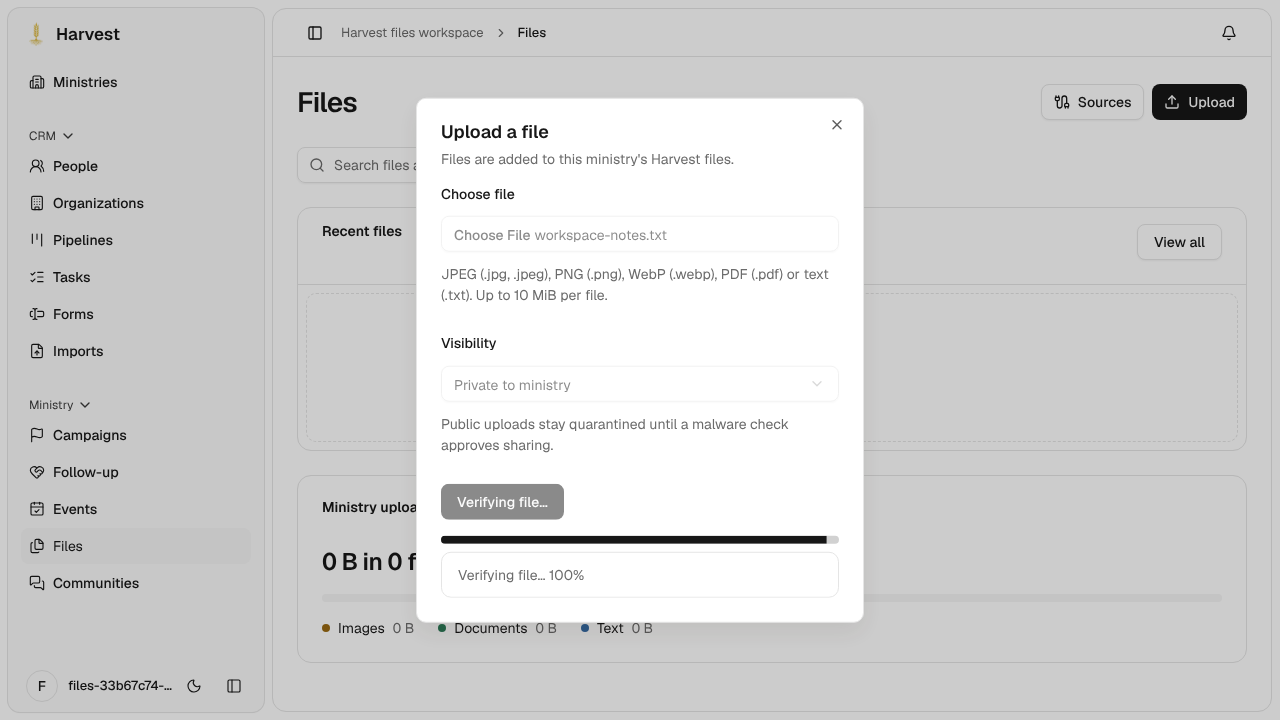 Harvest
Ministries
CRM
People
Organizations
Pipelines
Tasks
Forms
Imports
Ministry
Campaigns
Follow-up
Events
Files
Communities
F
files-33b67c74-…
Harvest files workspace
Files
Files
Sources
Upload
Search files a
Recent files
View all
Ministry uploa
0 B in 0 f
Images 0 B
Documents 0 B
Text 0 B
Upload a file
Files are added to this ministry's Harvest files.
Choose file
Choose File workspace-notes.txt
JPEG (.jpg, .jpeg), PNG (.png), WebP (.webp), PDF (.pdf) or text
(.txt). Up to 10 MiB per file.
Visibility
Private to ministry
Public uploads stay quarantined until a malware check
approves sharing.
Verifying file…
Verifying file… 100%